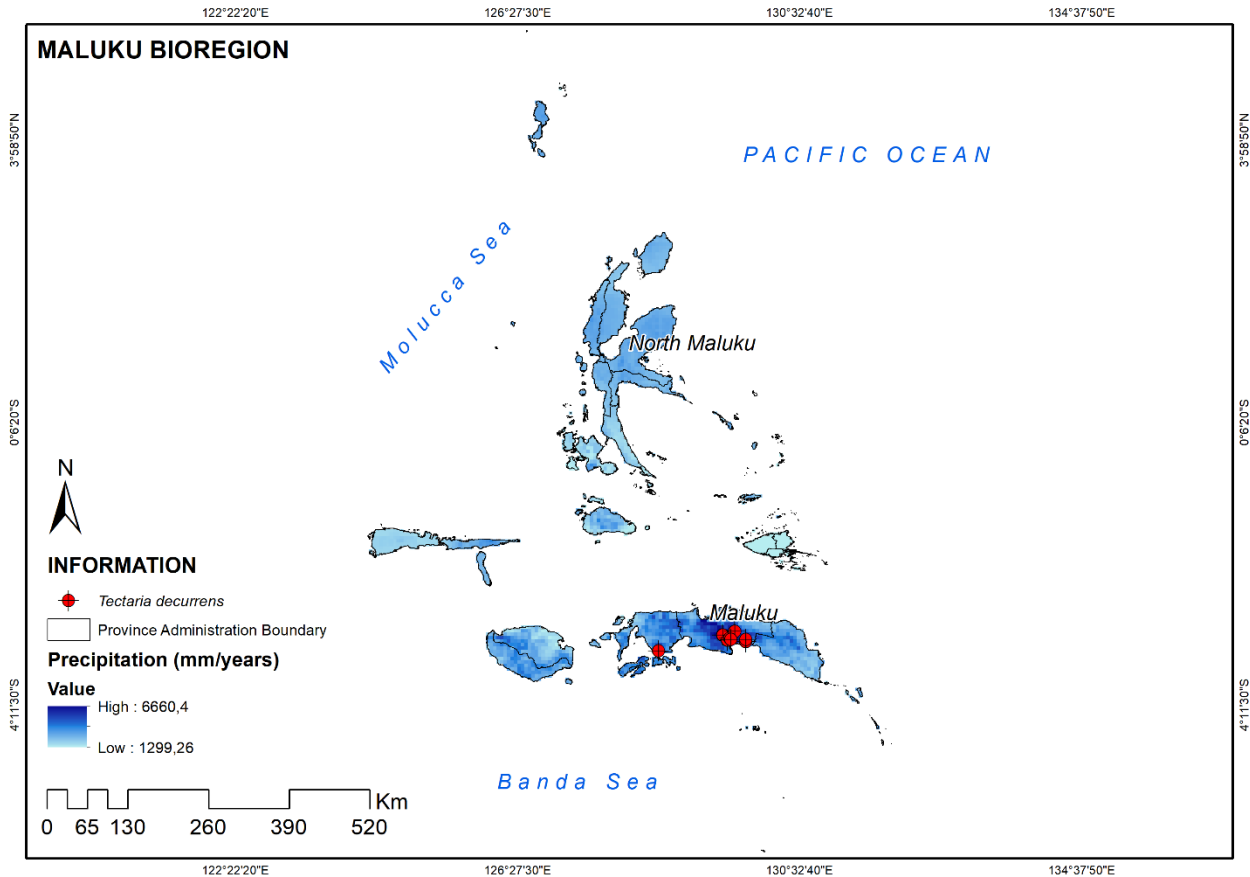 122°22'20"E 126°27'30"E 130°32'40"E 134°37'50"E
MALUKU BIOREGION
3°58'50"N
3°58'50"N
PACIFIC OCEAN
Molucca Sea
North Maluku
0°6'20"S
0°6'20"S
N
INFORMATION
Tectaria decurrens
Province Administration Boundary
Precipitation (mm/years)
Value
High : 6660,4
Low : 1299,26
Maluku
4°11'30"S
4°11'30"S
Banda Sea
Km
0 65 130 260 390 520
122°22'20"E 126°27'30"E 130°32'40"E 134°37'50"E